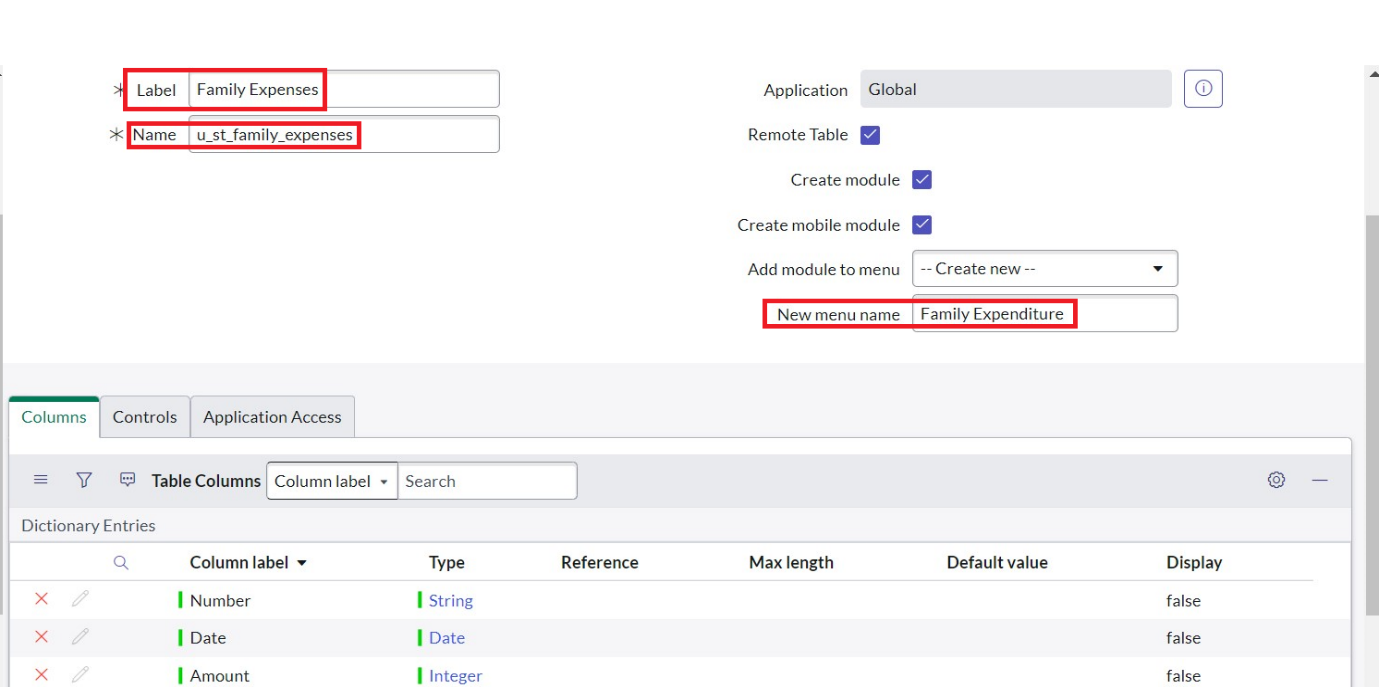 Label Family Expenses
Application Global
Name u_st_family_expenses
Remote Table
Create module
Create mobile module
Add module to menu -- Create new --
New menu name Family Expenditure
Columns Controls Application Access
Table Columns Column label Search
Dictionary Entries
Column label Type Reference Max length Default value Display
Number String false
Date Date false
Amount Integer false